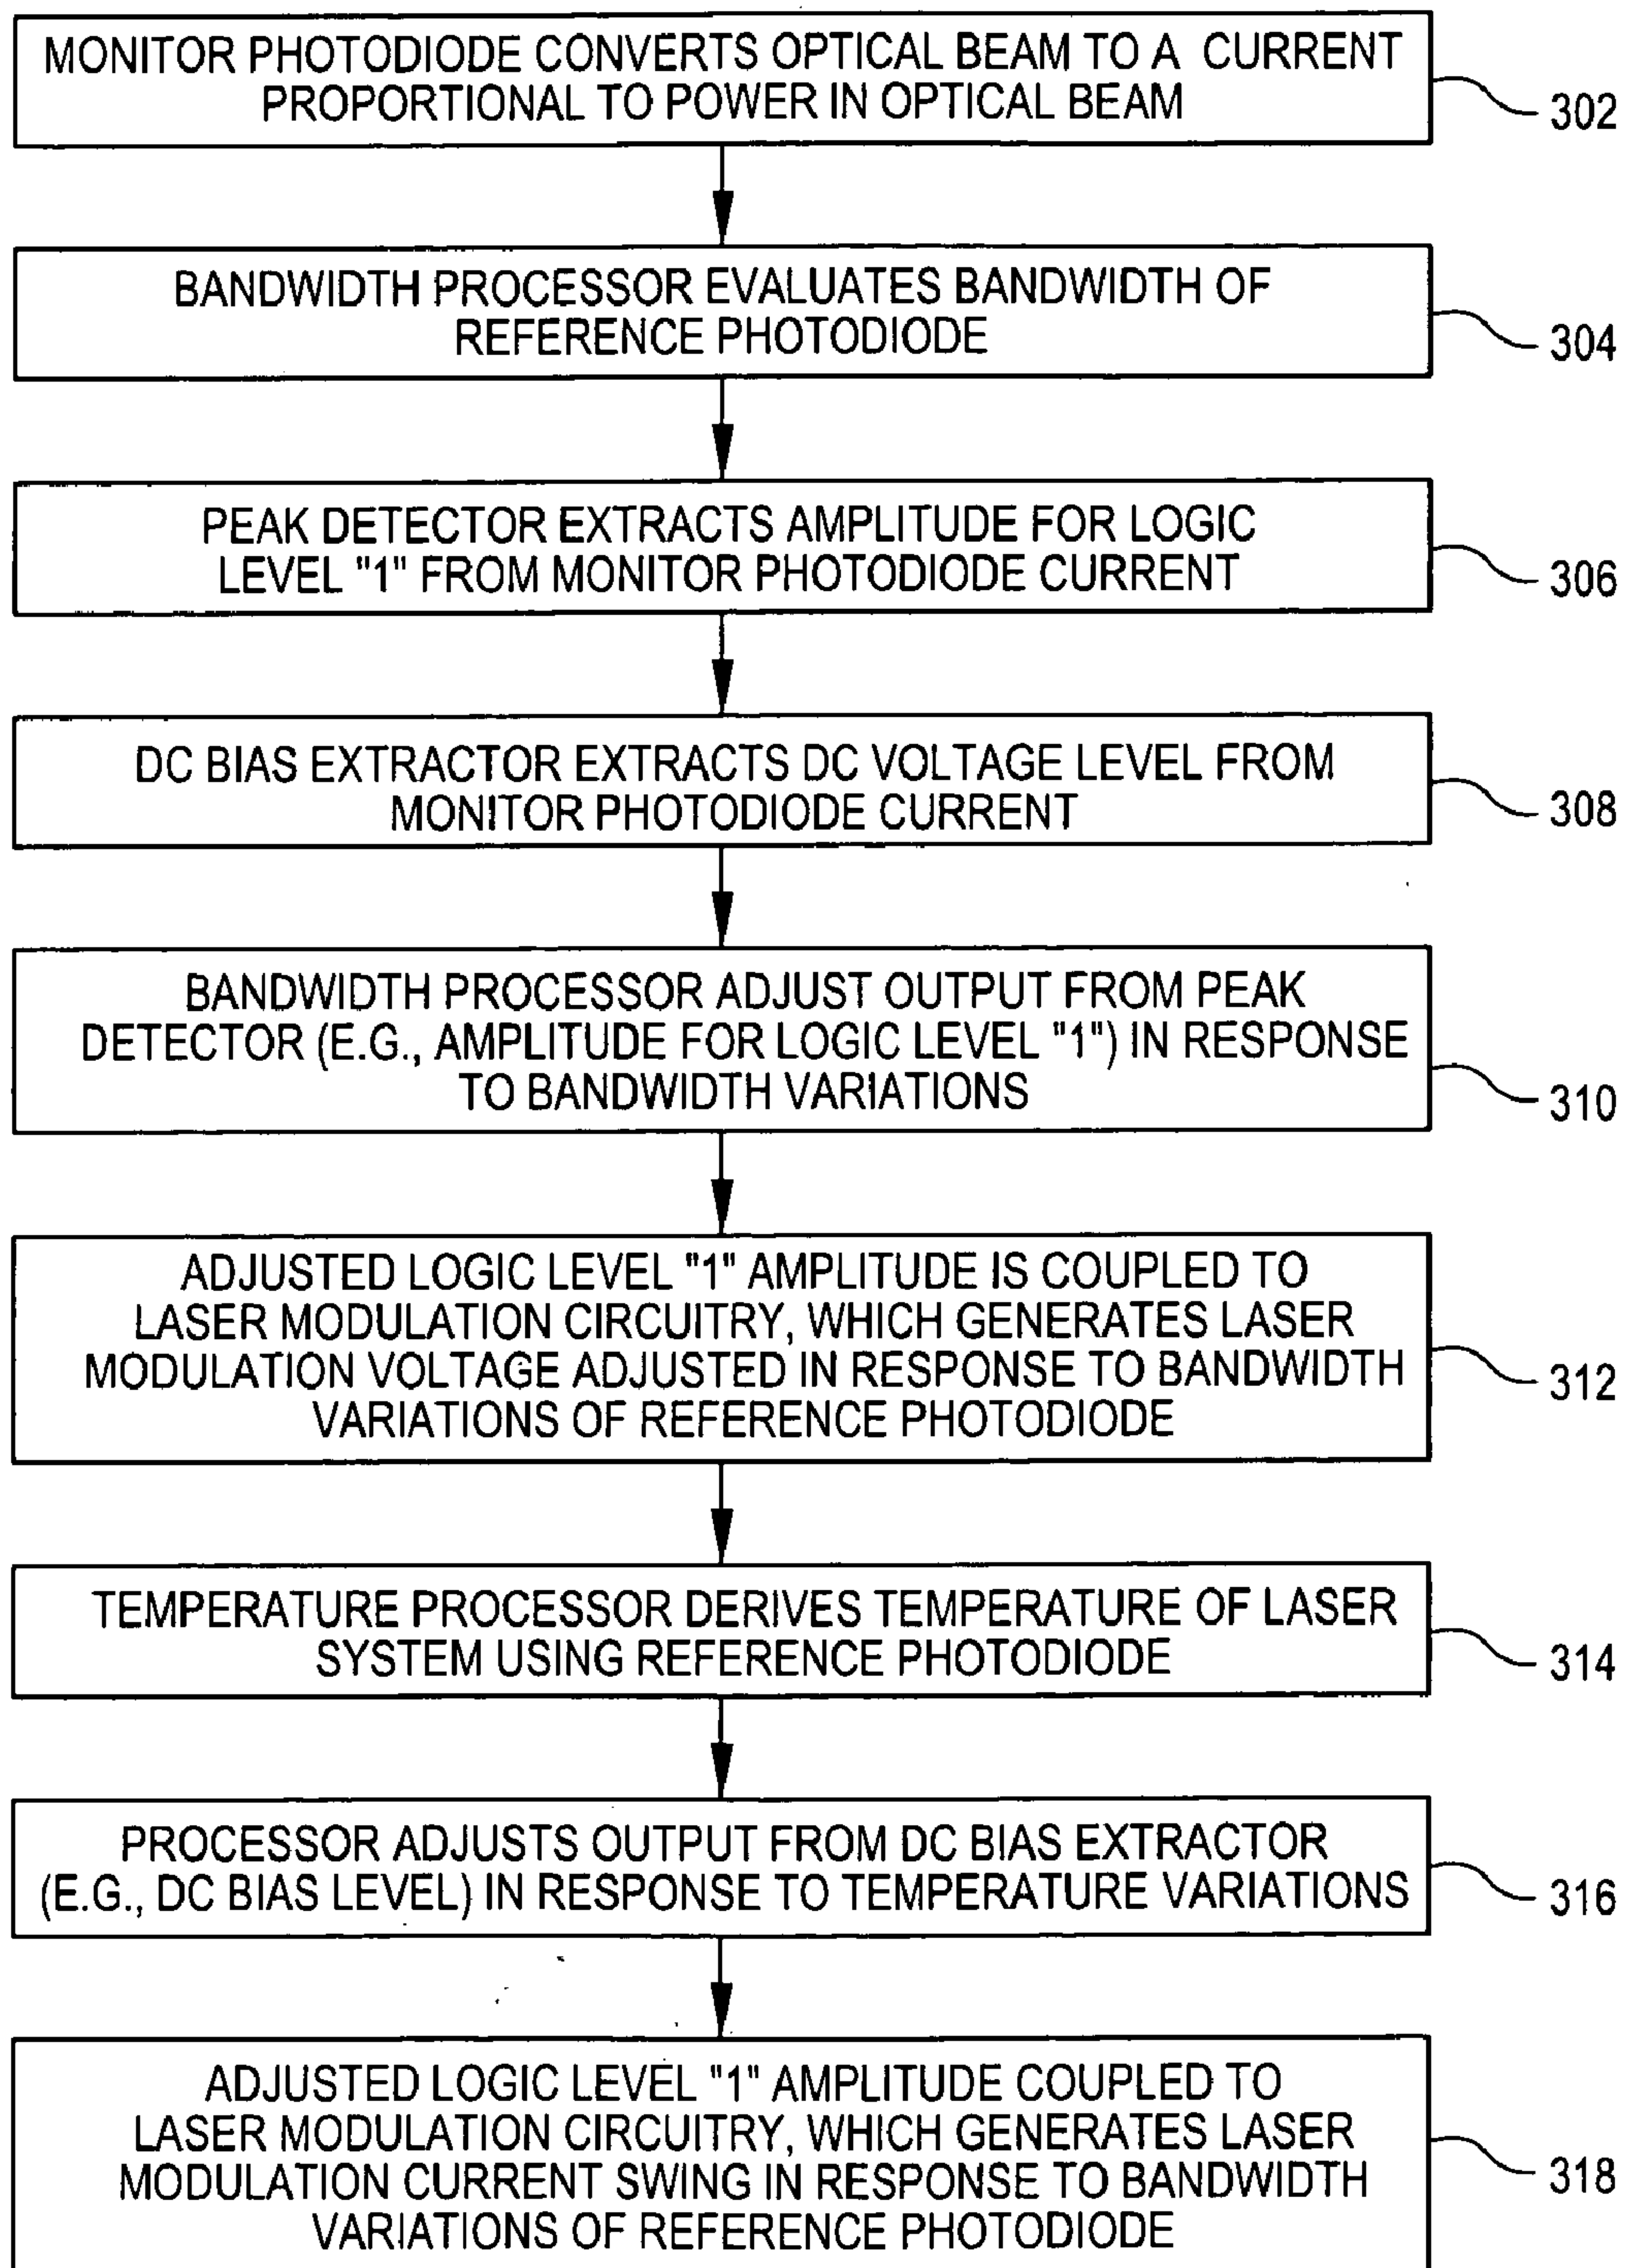 MONITOR PHOTODIODE CONVERTS OPTICAL BEAM TO A CURRENT
PROPORTIONAL TO POWER IN OPTICAL BEAM
302
BANDWIDTH PROCESSOR EVALUATES BANDWIDTH OF
REFERENCE PHOTODIODE
304
PEAK DETECTOR EXTRACTS AMPLITUDE FOR LOGIC
LEVEL "1" FROM MONITOR PHOTODIODE CURRENT
306
DC BIAS EXTRACTOR EXTRACTS DC VOLTAGE LEVEL FROM
MONITOR PHOTODIODE CURRENT
308
BANDWIDTH PROCESSOR ADJUST OUTPUT FROM PEAK
DETECTOR (E.G., AMPLITUDE FOR LOGIC LEVEL "1") IN RESPONSE
TO BANDWIDTH VARIATIONS
310
ADJUSTED LOGIC LEVEL "1" AMPLITUDE IS COUPLED TO
LASER MODULATION CIRCUITRY, WHICH GENERATES LASER
MODULATION VOLTAGE ADJUSTED IN RESPONSE TO BANDWIDTH
VARIATIONS OF REFERENCE PHOTODIODE
312
TEMPERATURE PROCESSOR DERIVES TEMPERATURE OF LASER
SYSTEM USING REFERENCE PHOTODIODE
314
PROCESSOR ADJUSTS OUTPUT FROM DC BIAS EXTRACTOR
(E.G., DC BIAS LEVEL) IN RESPONSE TO TEMPERATURE VARIATIONS
316
ADJUSTED LOGIC LEVEL "1" AMPLITUDE COUPLED TO
LASER MODULATION CIRCUITRY, WHICH GENERATES LASER
MODULATION CURRENT SWING IN RESPONSE TO BANDWIDTH
VARIATIONS OF REFERENCE PHOTODIODE
318